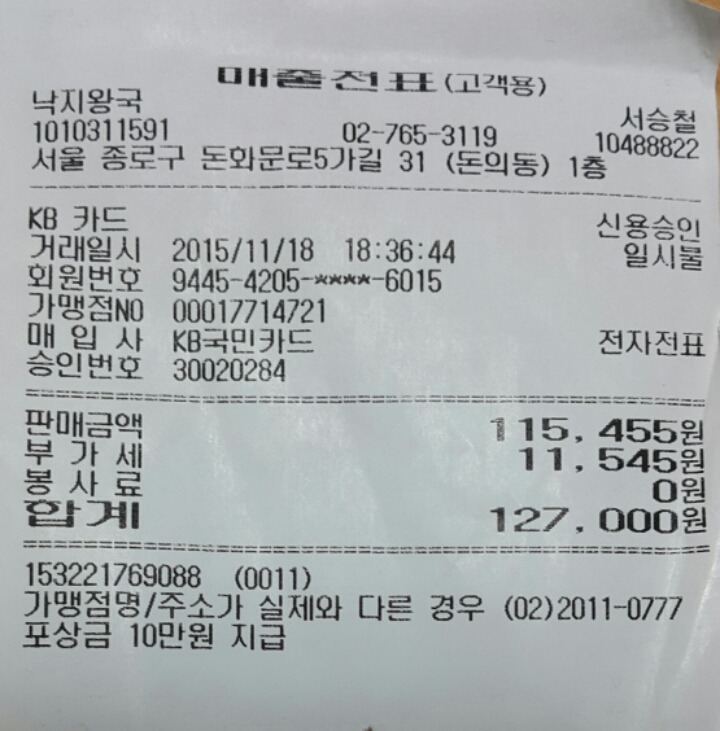 매출전표(고객용)
낙지왕국 서승철
1010311591 02-765-3119 10488822
서울 종로구 돈화문로5가길 31 (돈의동) 1층
KB 카드 신용승인
거래일시 2015/11/18 18:36:44 일시불
회원번호 9445-4205-****-6015
가맹점NO 00017714721
매 입 사 KB국민카드 전자전표
승인번호 30020284
판매금액 115,455원
부 가 세 11,545원
봉 사 료 0원
합계 127,000원
153221769088 (0011)
가맹점명/주소가 실제와 다른 경우 (02)2011-0777
포상금 10만원 지급